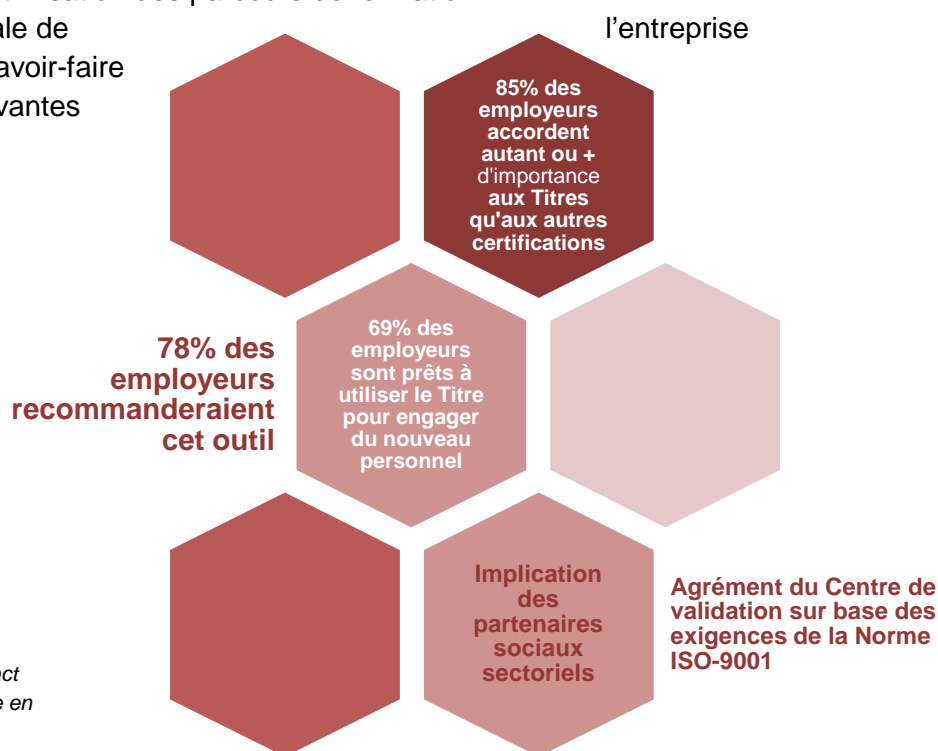 ale de
l'entreprise
avoir-faire
vantes
85% des
employeurs
accordent
autant ou +
d'importance
aux Titres
qu'aux autres
certifications
78% des
employeurs
recommanderaient
cet outil
69% des
employeurs
sont prêts à
utiliser le Titre
pour engager
du nouveau
personnel
Implication
des
partenaires
sociaux
sectoriels
Agrément du Centre de
validation sur base des
exigences de la Norme
ISO-9001
act
e en